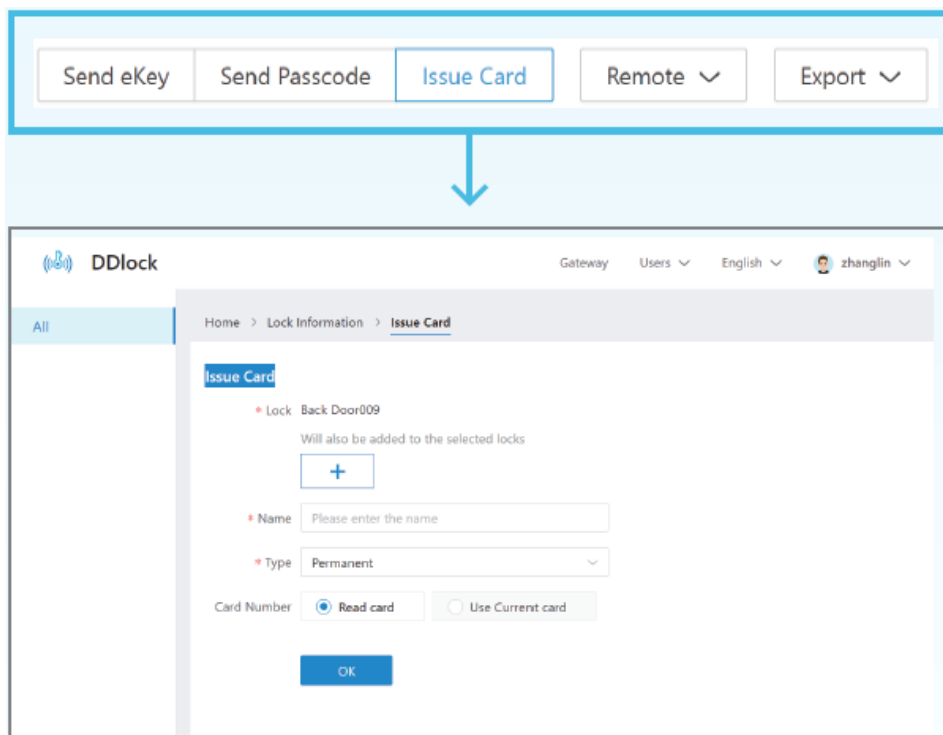 Send eKey Send Passcode Issue Card Remote Export
DDlock Gateway Users English zhanglin
All
Home > Lock Information > Issue Card
Issue Card
* Lock Back Door009
Will also be added to the selected locks
+
* Name Please enter the name
* Type Permanent
Card Number Read card Use Current card
OK